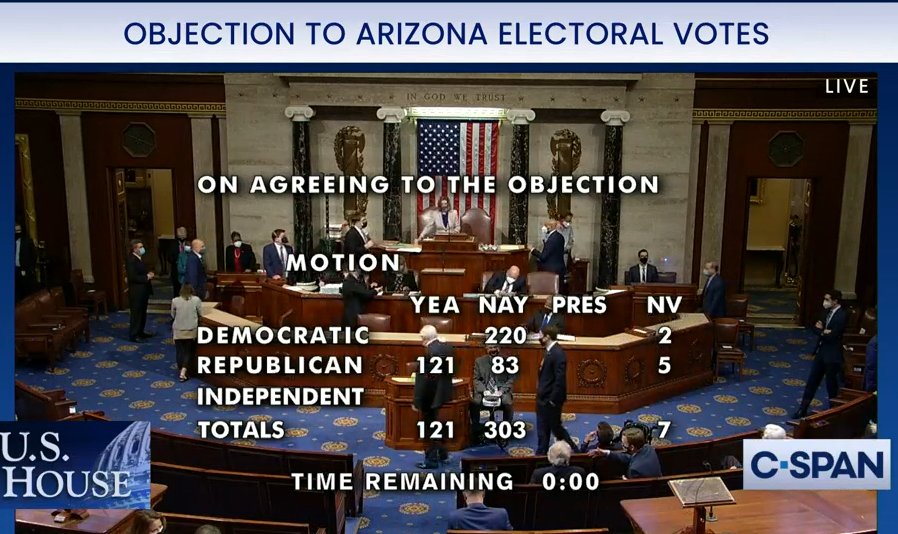 OBJECTION TO ARIZONA ELECTORAL VOTES
LIVE
IN GOD WE TRUST
ON AGREEING TO THE OBJECTION
MOTION
YEA NAY PRES NV
DEMOCRATIC 220 2
REPUBLICAN 121 83 5
INDEPENDENT
TOTALS 121 303 7
TIME REMAINING 0:00
U.S.
HOUSE
C-SPAN